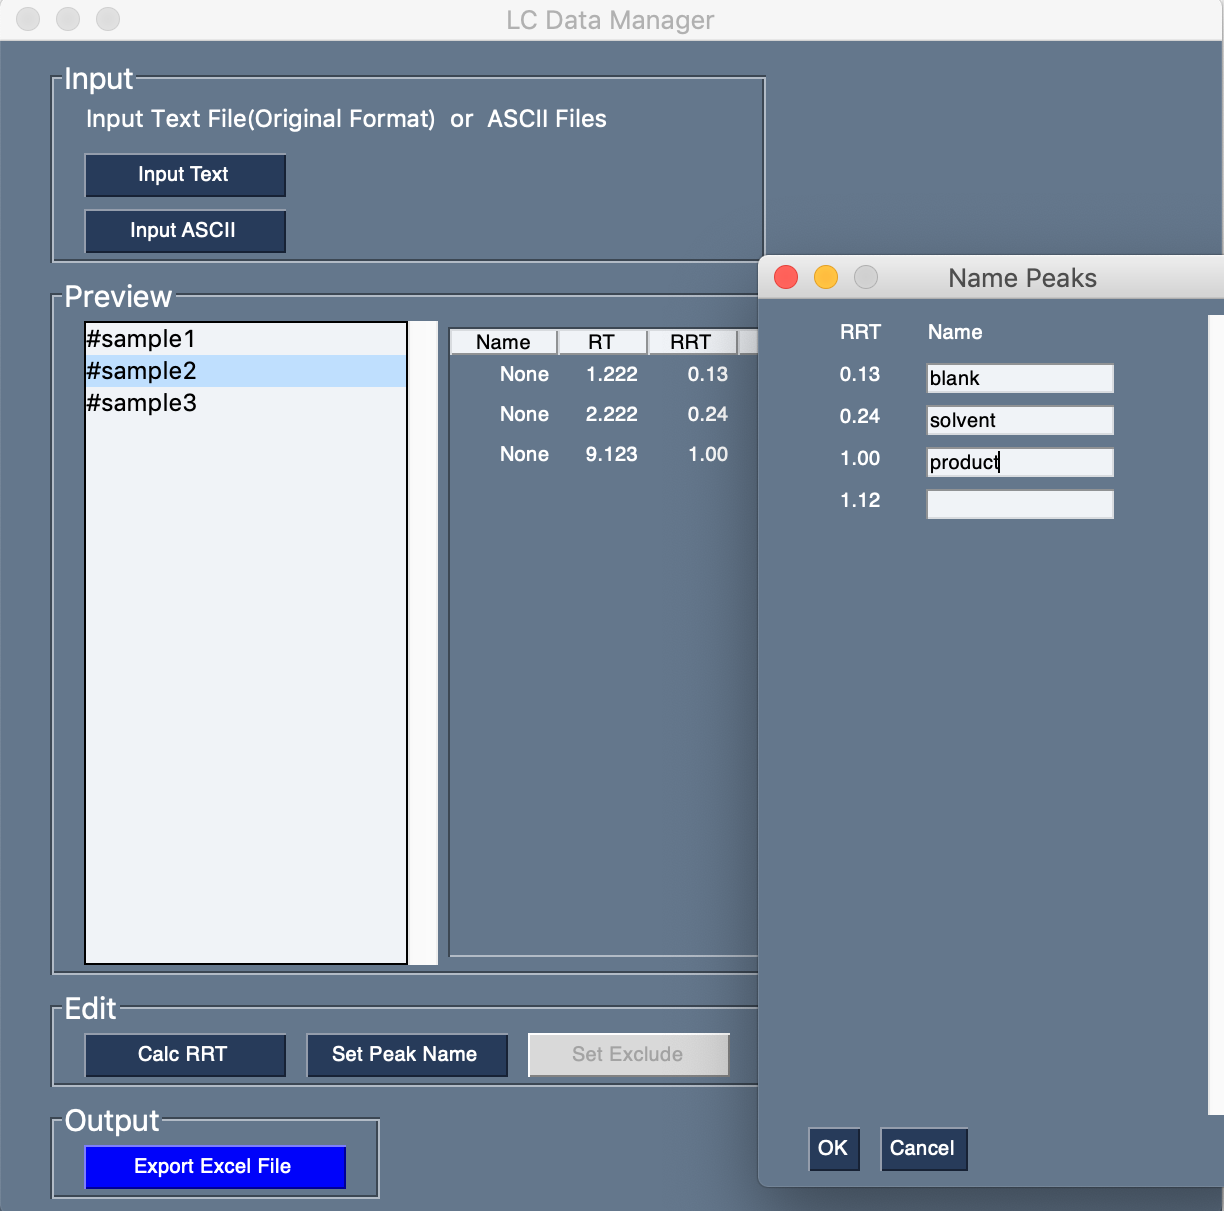 LC Data Manager
Input
Input Text File(Original Format)  or  ASCII Files
Input Text
Input ASCII
Preview
#sample1
#sample2
#sample3
Name RT RRT
None 1.222 0.13
None 2.222 0.24
None 9.123 1.00
Edit
Calc RRT
Set Peak Name
Set Exclude
Output
Export Excel File
Name Peaks
RRT Name
0.13 blank
0.24 solvent
1.00 product
1.12
OK
Cancel